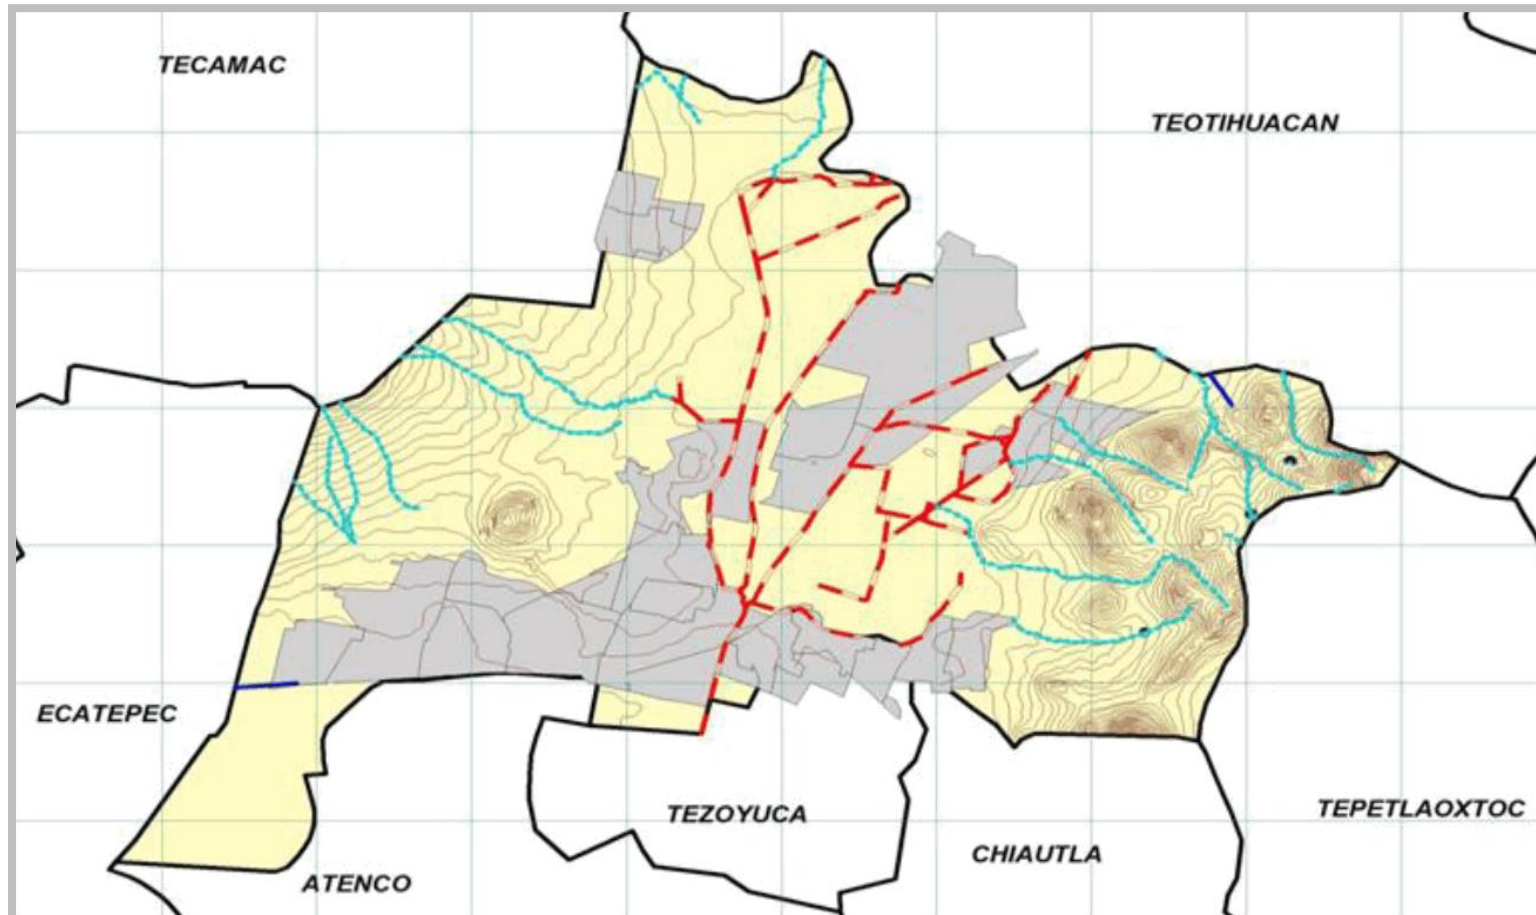 TECAMAC
TEOTIHUACAN
ECATEPEC
TEZOYUCA
TEPETLAOXTOC
CHIAUTLA
ATENCO